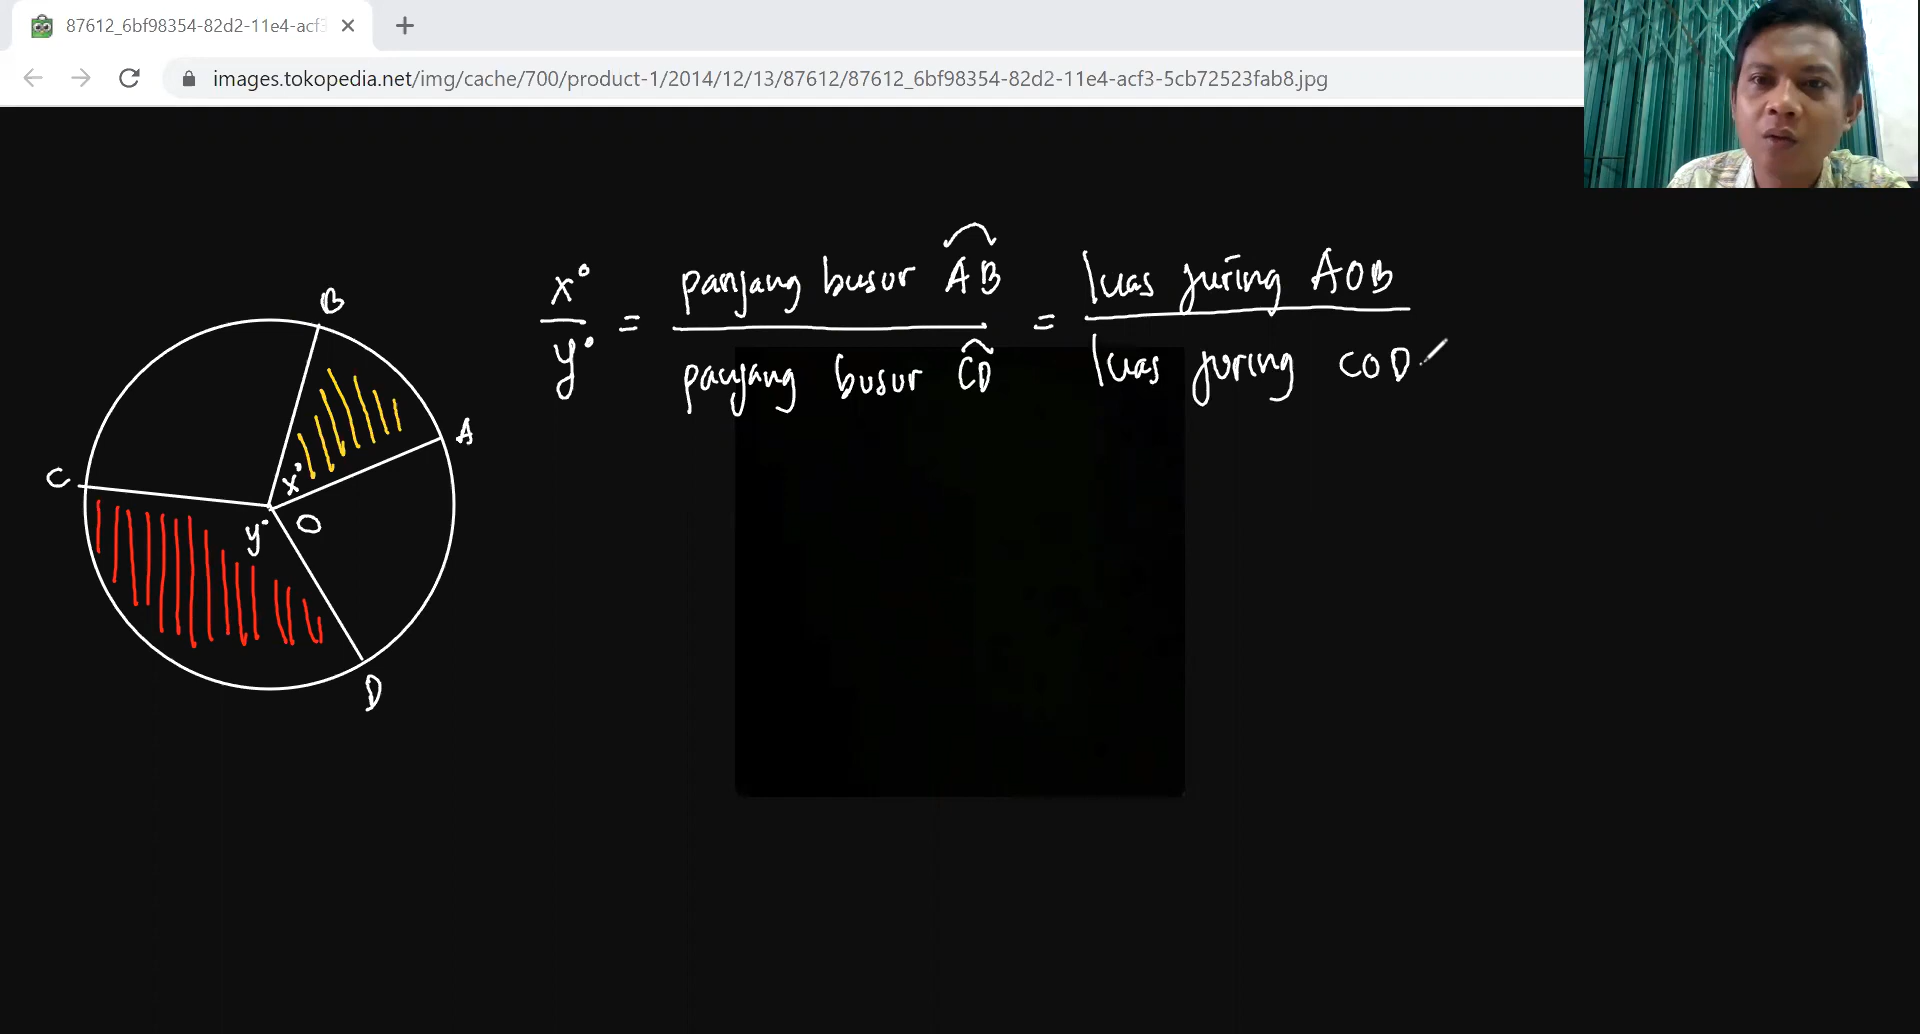 87612_6bf98354-82d2-11e4-acf3
images.tokopedia.net/img/cache/700/product-1/2014/12/13/87612/87612_6bf98354-82d2-11e4-acf3-5cb72523fab8.jpg
x° / y° = panjang busur AB / panjang busur CD = luas juring AOB / luas juring COD
B
A
C
x°
O
y°
D